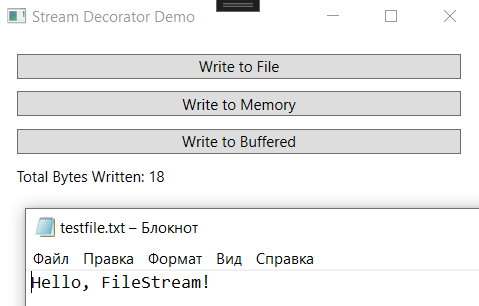 Stream Decorator Demo
Write to File
Write to Memory
Write to Buffered
Total Bytes Written: 18
testfile.txt – Блокнот
Файл Правка Формат Вид Справка
Hello, FileStream!